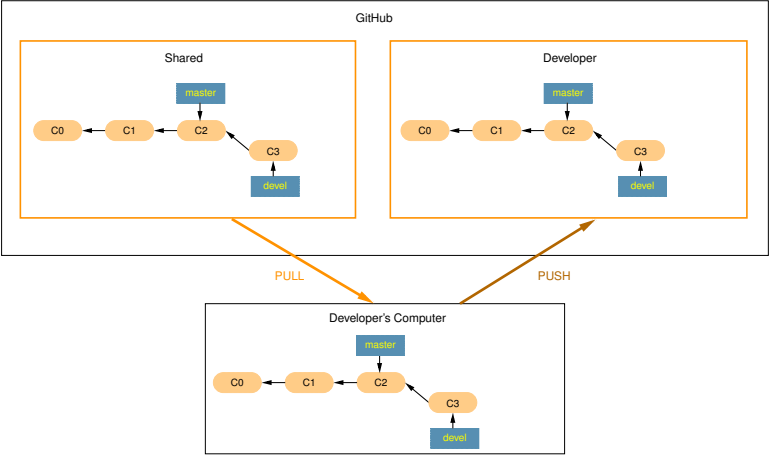 GitHub
Shared
master
C0 C1 C2
C3
devel
Developer
master
C0 C1 C2
C3
devel
PULL
PUSH
Developer's Computer
master
C0 C1 C2
C3
devel